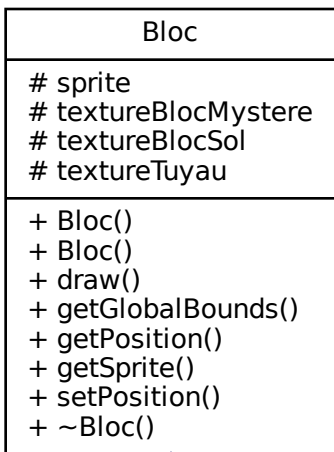 Bloc
# sprite
# textureBlocMystere
# textureBlocSol
# textureTuyau
+ Bloc()
+ Bloc()
+ draw()
+ getGlobalBounds()
+ getPosition()
+ getSprite()
+ setPosition()
+ ~Bloc()